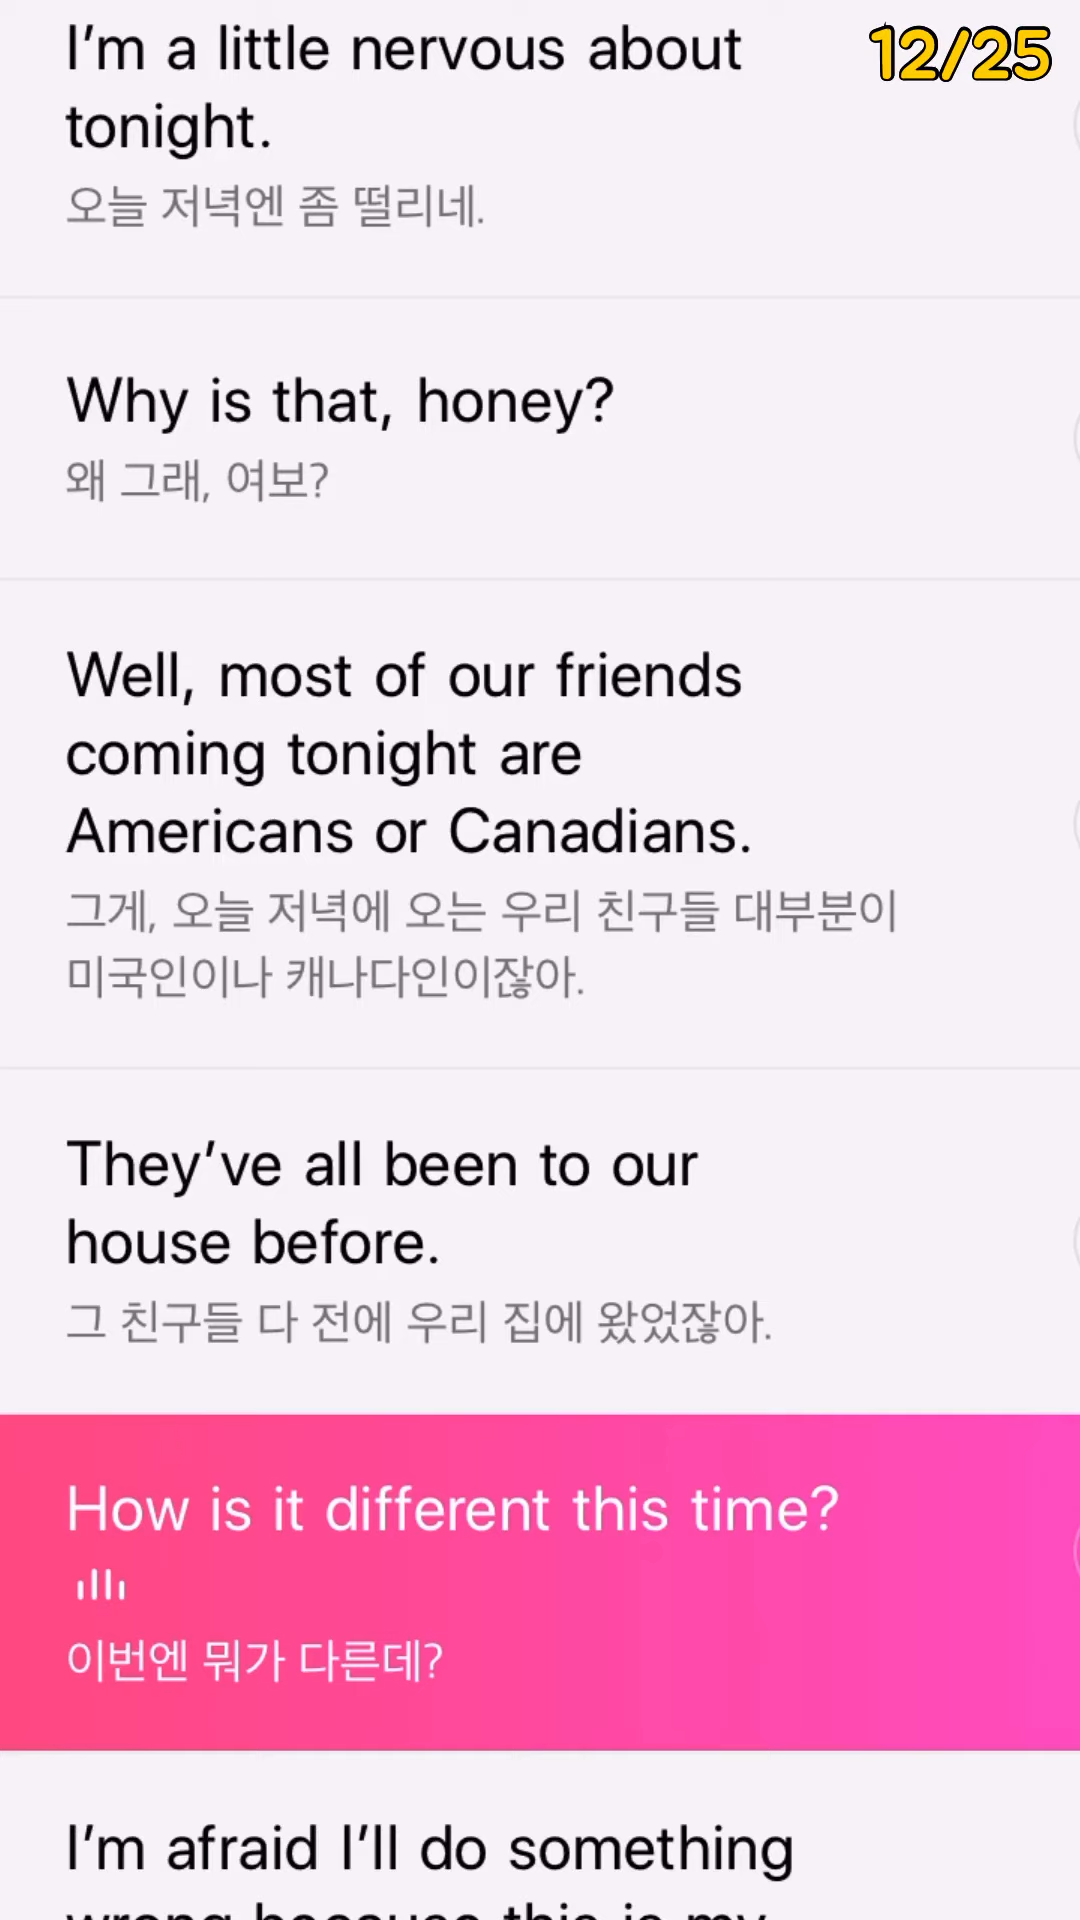 12/25
I'm a little nervous about
tonight.
오늘 저녁엔 좀 떨리네.
Why is that, honey?
왜 그래, 여보?
Well, most of our friends
coming tonight are
Americans or Canadians.
그게, 오늘 저녁에 오는 우리 친구들 대부분이
미국인이나 캐나다인이잖아.
They've all been to our
house before.
그 친구들 다 전에 우리 집에 왔었잖아.
How is it different this time?
이번엔 뭐가 다른데?
I'm afraid I'll do something
wrong because this is my